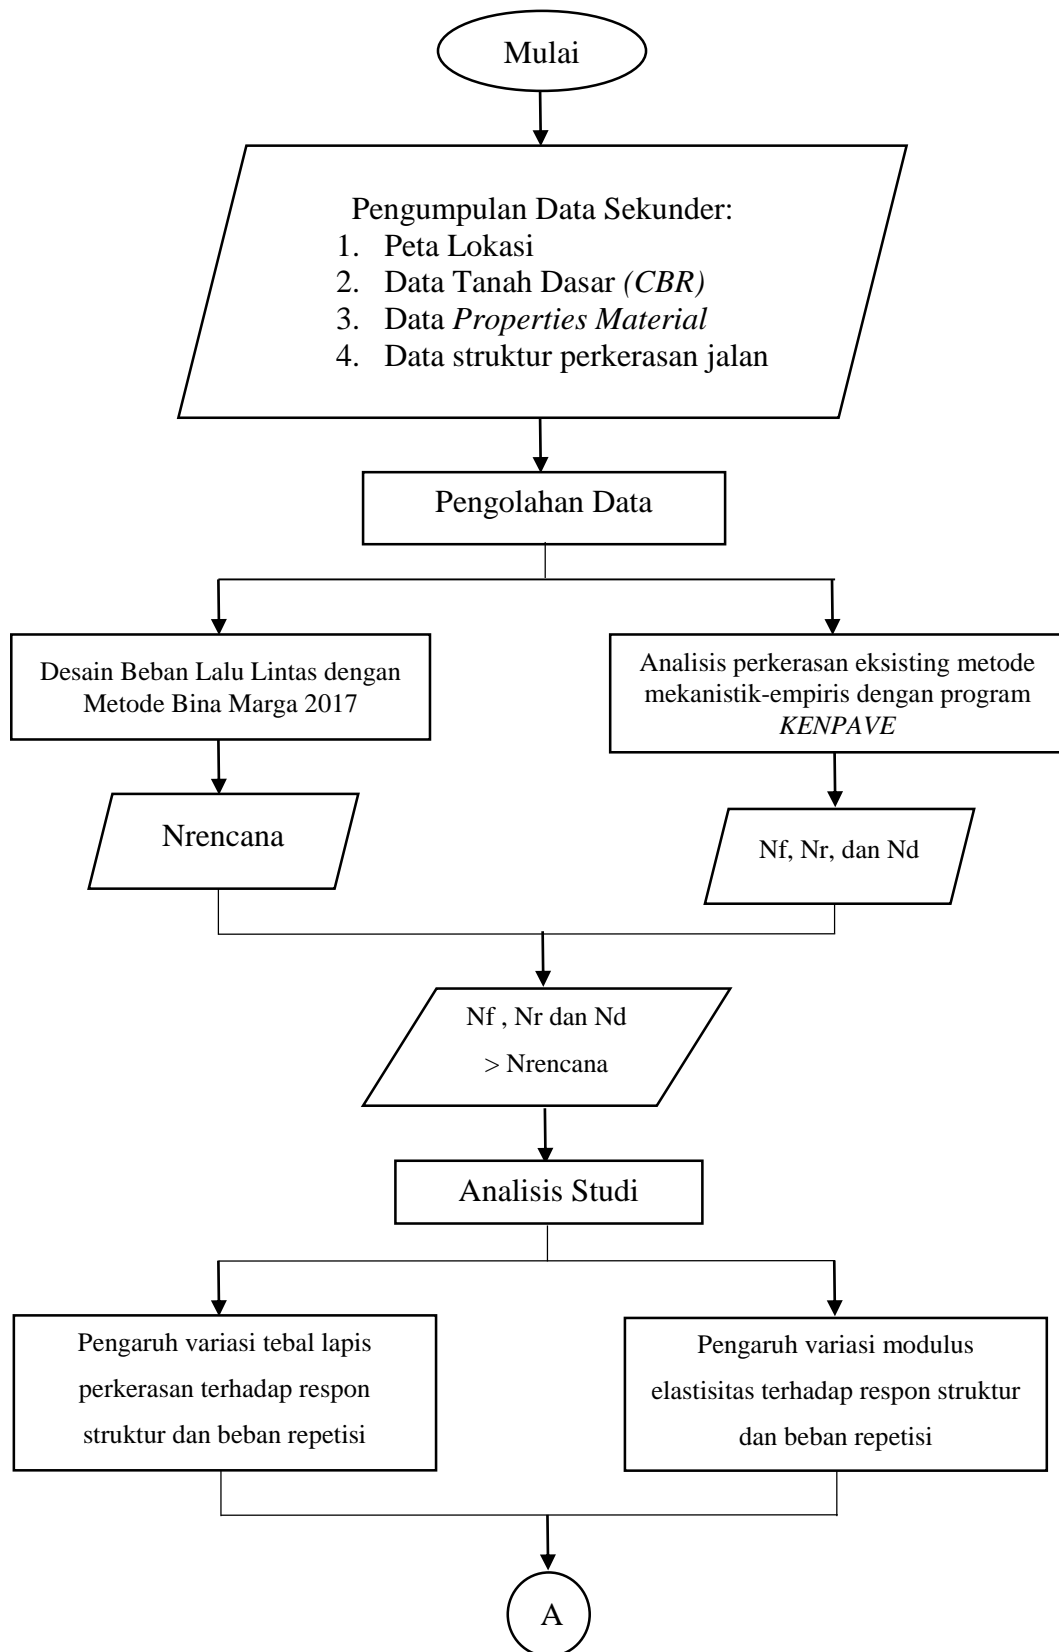 Mulai
Pengumpulan Data Sekunder:
1. Peta Lokasi
2. Data Tanah Dasar (CBR)
3. Data Properties Material
4. Data struktur perkerasan jalan
Pengolahan Data
Desain Beban Lalu Lintas dengan
Metode Bina Marga 2017
Analisis perkerasan eksisting metode
mekanistik-empiris dengan program
KENPAVE
Nrencana
Nf, Nr, dan Nd
Nf , Nr dan Nd
> Nrencana
Analisis Studi
Pengaruh variasi tebal lapis
perkerasan terhadap respon
struktur dan beban repetisi
Pengaruh variasi modulus
elastisitas terhadap respon struktur
dan beban repetisi
A